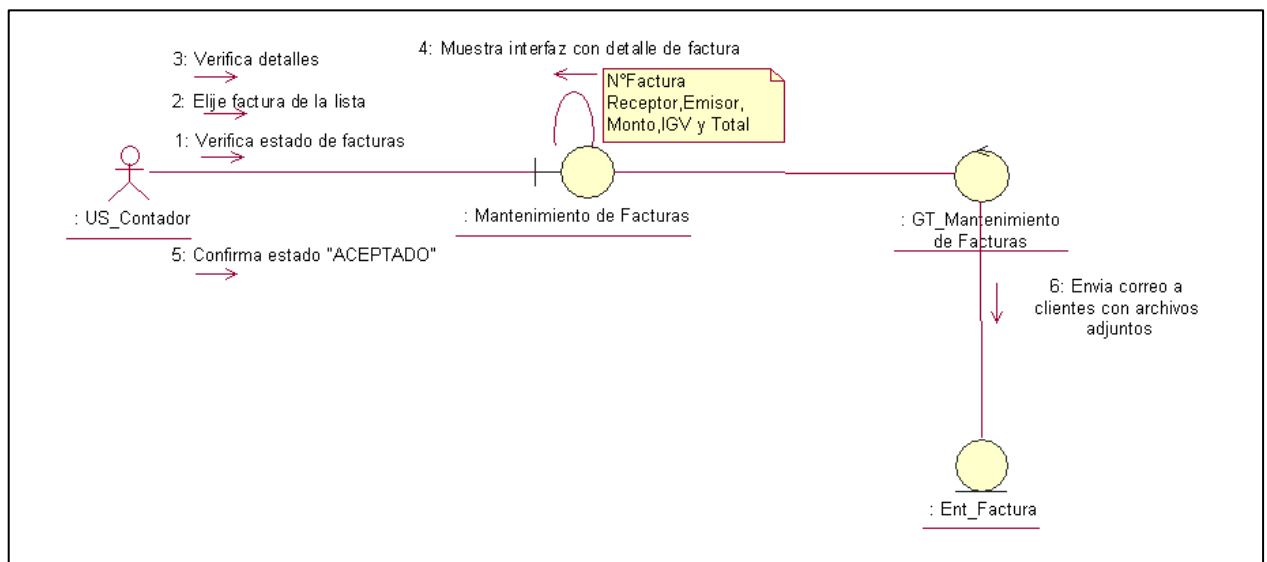 4: Muestra interfaz con detalle de factura
3: Verifica detalles
N°Factura
Receptor,Emisor,
Monto,IGV y Total
2: Elije factura de la lista
1: Verifica estado de facturas
: US_Contador
: Mantenimiento de Facturas
: GT_Mantenimiento
de Facturas
5: Confirma estado "ACEPTADO"
6: Envia correo a
clientes con archivos
adjuntos
: Ent_Factura